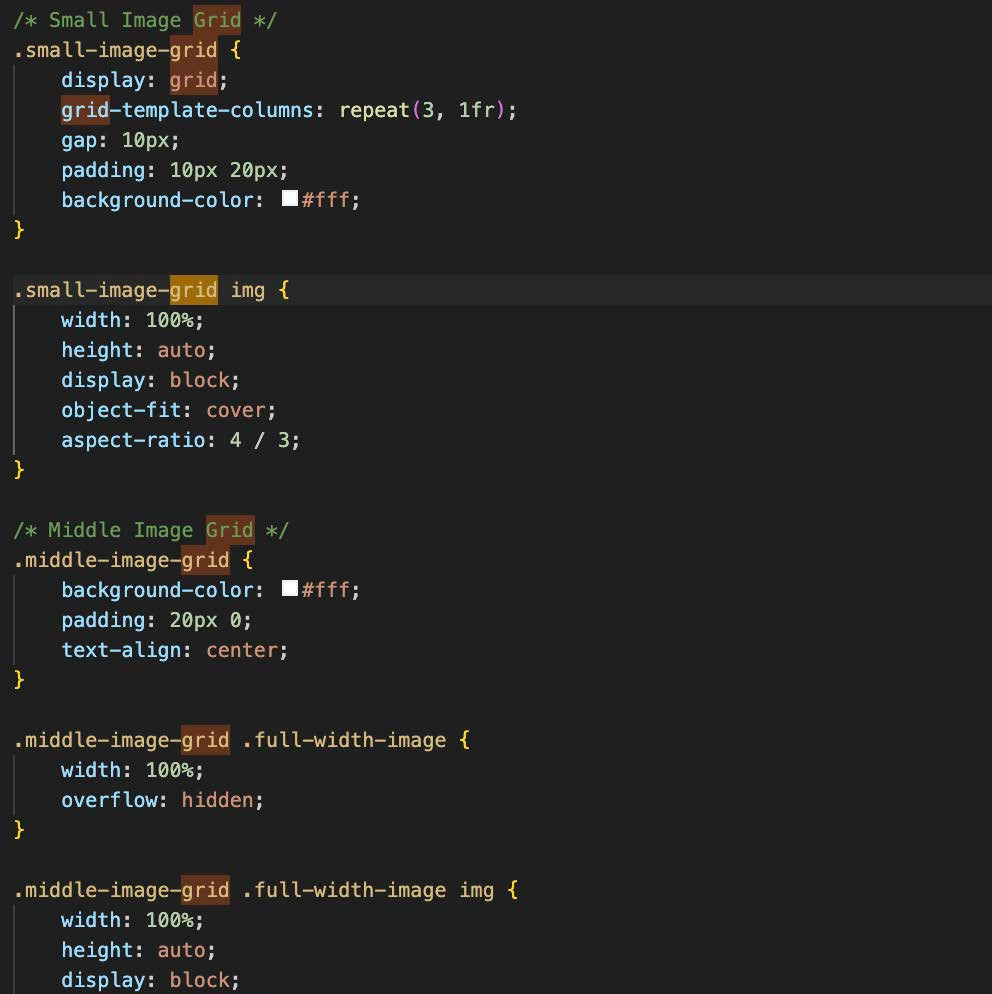 /* Small Image Grid */
.small-image-grid {
    display: grid;
    grid-template-columns: repeat(3, 1fr);
    gap: 10px;
    padding: 10px 20px;
    background-color: #fff;
}

.small-image-grid img {
    width: 100%;
    height: auto;
    display: block;
    object-fit: cover;
    aspect-ratio: 4 / 3;
}

/* Middle Image Grid */
.middle-image-grid {
    background-color: #fff;
    padding: 20px 0;
    text-align: center;
}

.middle-image-grid .full-width-image {
    width: 100%;
    overflow: hidden;
}

.middle-image-grid .full-width-image img {
    width: 100%;
    height: auto;
    display: block;